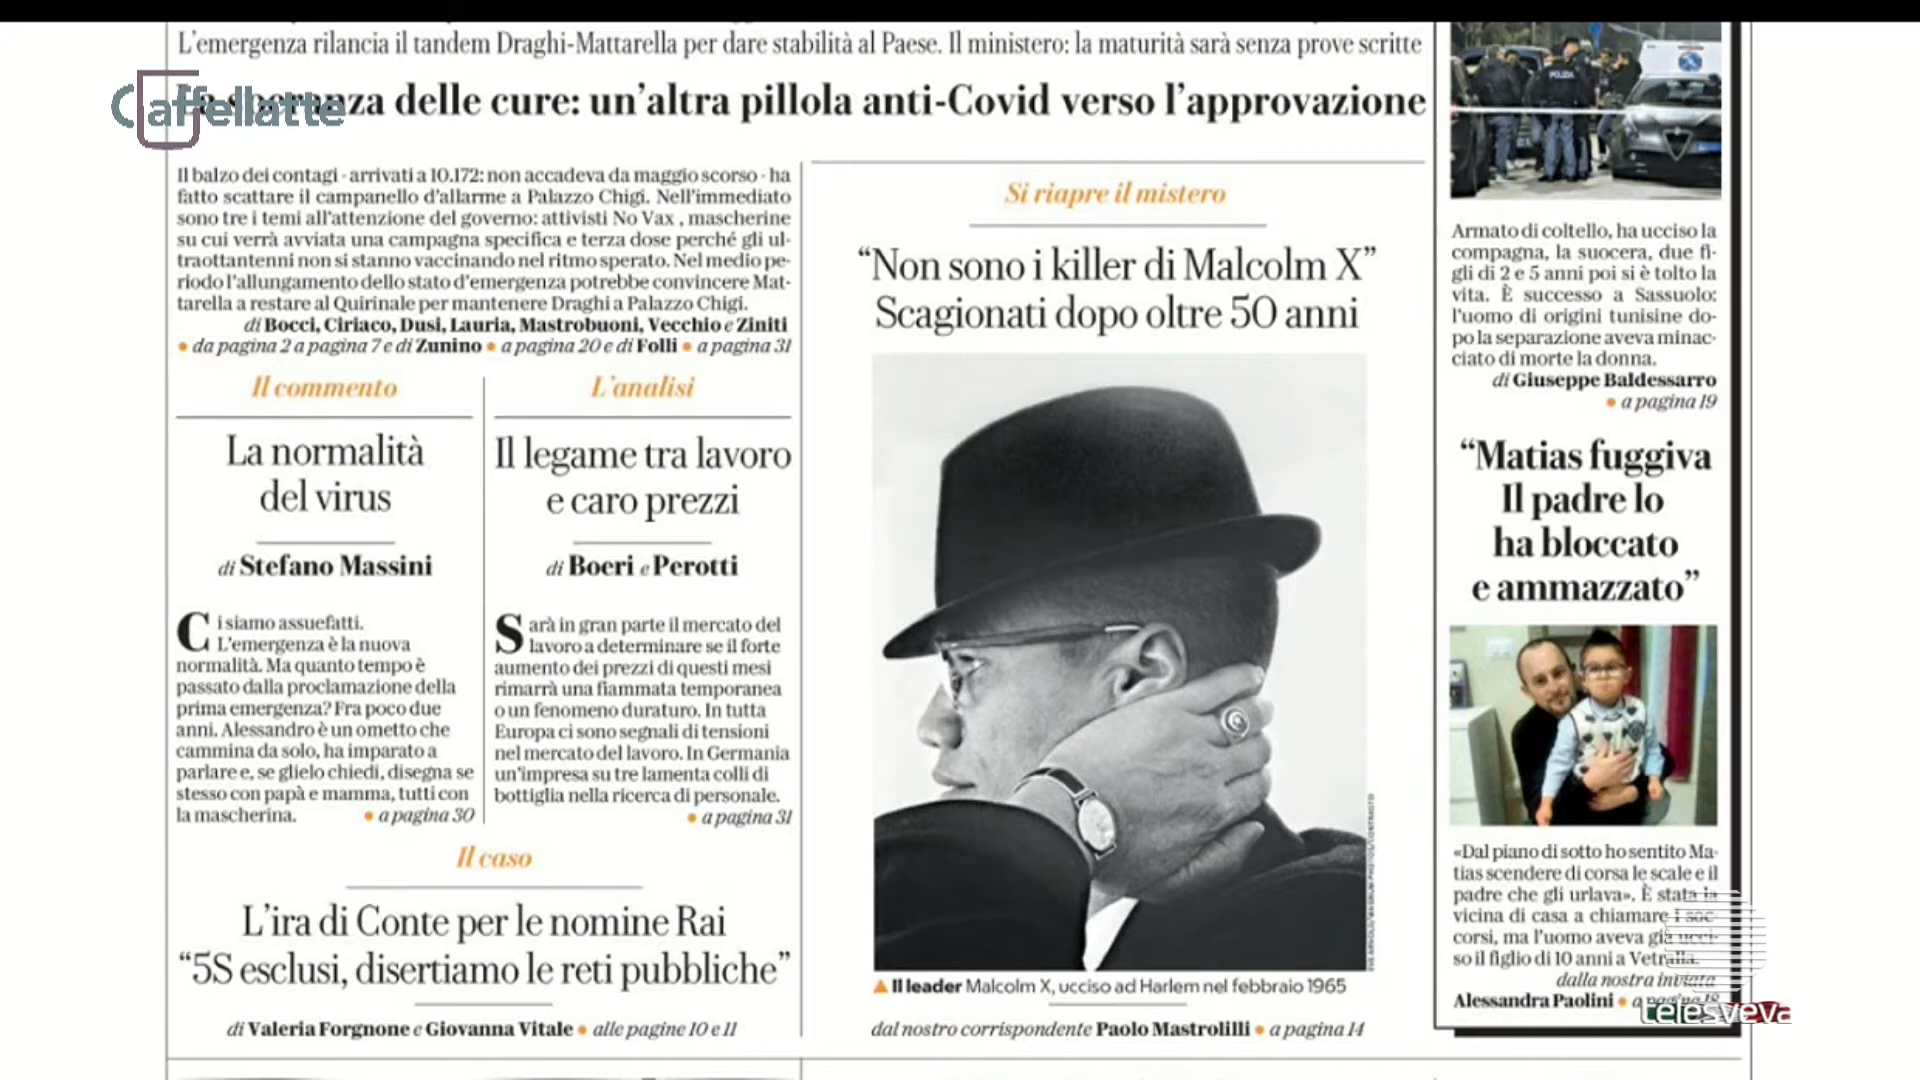 L'emergenza rilancia il tandem Draghi-Mattarella per dare stabilità al Paese. Il ministero: la maturità sarà senza prove scritte
Caffellatte
delle cure: un'altra pillola anti-Covid verso l'approvazione
Il balzo dei contagi - arrivati a 10.172: non accadeva da maggio scorso - ha
fatto scattare il campanello d'allarme a Palazzo Chigi. Nell'immediato
sono tre i temi all'attenzione del governo: attivisti No Vax , mascherine
su cui verrà avviata una campagna specifica e terza dose perché gli ul-
traottantenni non si stanno vaccinando nel ritmo sperato. Nel medio pe-
riodo l'allungamento dello stato d'emergenza potrebbe convincere Mat-
tarella a restare al Quirinale per mantenere Draghi a Palazzo Chigi.
di Bocci, Ciriaco, Dusi, Lauria, Mastrobuoni, Vecchio e Ziniti
• da pagina 2 a pagina 7 e di Zunino • a pagina 20 e di Folli • a pagina 31
Il commento
La normalità
del virus
di Stefano Massini
Ci siamo assuefatti.
L'emergenza è la nuova
normalità. Ma quanto tempo è
passato dalla proclamazione della
prima emergenza? Fra poco due
anni. Alessandro è un ometto che
cammina da solo, ha imparato a
parlare e, se glielo chiedi, disegna se
stesso con papà e mamma, tutti con
la mascherina. • a pagina 30
L'analisi
Il legame tra lavoro
e caro prezzi
di Boeri e Perotti
Sarà in gran parte il mercato del
lavoro a determinare se il forte
aumento dei prezzi di questi mesi
rimarrà una fiammata temporanea
o un fenomeno duraturo. In tutta
Europa ci sono segnali di tensioni
nel mercato del lavoro. In Germania
un'impresa su tre lamenta colli di
bottiglia nella ricerca di personale.
• a pagina 31
Il caso
L'ira di Conte per le nomine Rai
“5S esclusi, disertiamo le reti pubbliche”
di Valeria Forgnone e Giovanna Vitale • alle pagine 10 e 11
Si riapre il mistero
“Non sono i killer di Malcolm X”
Scagionati dopo oltre 50 anni
▲ Il leader Malcolm X, ucciso ad Harlem nel febbraio 1965
dal nostro corrispondente Paolo Mastrolilli • a pagina 14
POLIZIA
Armato di coltello, ha ucciso la
compagna, la suocera, due fi-
gli di 2 e 5 anni poi si è tolto la
vita. È successo a Sassuolo:
l'uomo di origini tunisine do-
po la separazione aveva minac-
ciato di morte la donna.
di Giuseppe Baldessarro
• a pagina 19
“Matias fuggiva
Il padre lo
ha bloccato
e ammazzato”
«Dal piano di sotto ho sentito Ma-
tias scendere di corsa le scale e il
padre che gli urlava». È stata la
vicina di casa a chiamare i soc-
corsi, ma l'uomo aveva già ucci-
so il figlio di 10 anni a Vetralla.
dalla nostra inviata
Alessandra Paolini • a pagina 18
telesveva